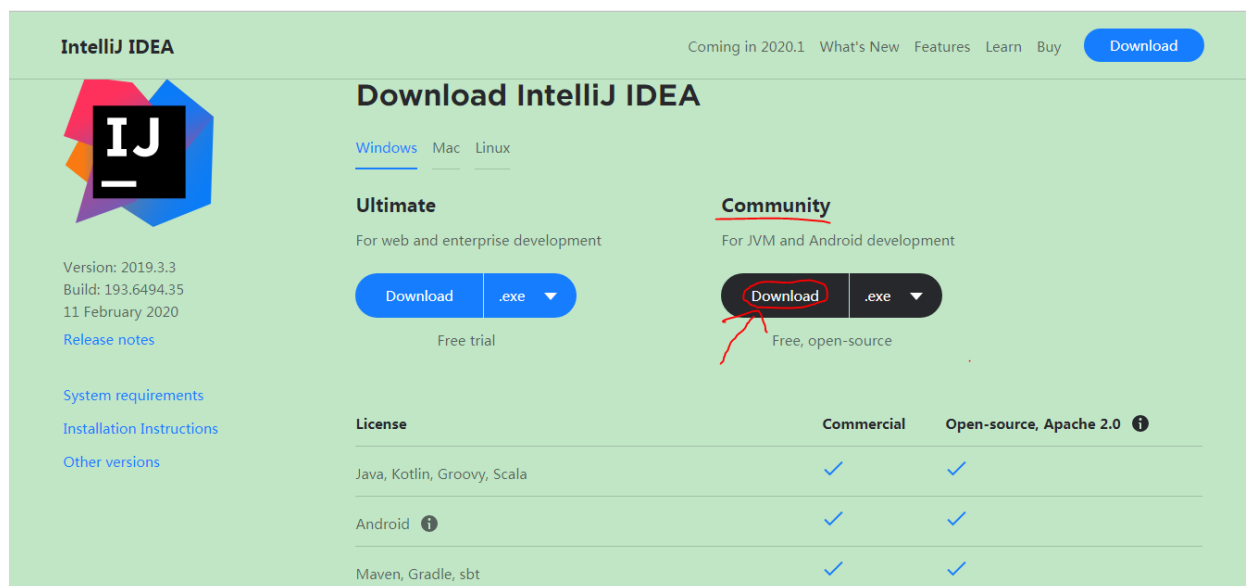 IntelliJ IDEA
Coming in 2020.1 What's New Features Learn Buy Download
IJ
Version: 2019.3.3
Build: 193.6494.35
11 February 2020
Release notes
System requirements
Installation Instructions
Other versions
Download IntelliJ IDEA
Windows Mac Linux
Ultimate
For web and enterprise development
Download .exe
Free trial
Community
For JVM and Android development
Download .exe
Free, open-source
License Commercial Open-source, Apache 2.0
Java, Kotlin, Groovy, Scala
Android
Maven, Gradle, sbt